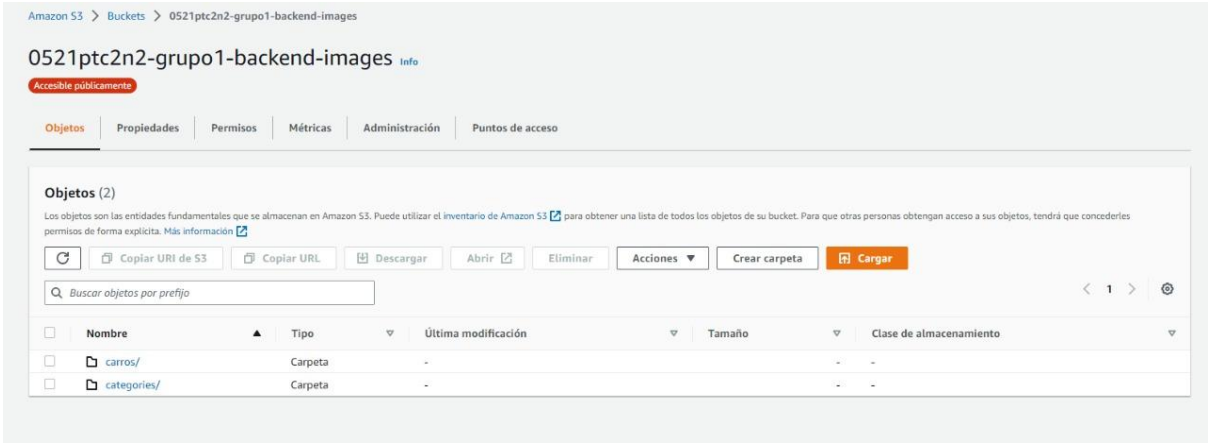 Amazon S3 > Buckets > 0521ptc2n2-grupo1-backend-images
0521ptc2n2-grupo1-backend-images Info
Accesible públicamente
Objetos Propiedades Permisos Métricas Administración Puntos de acceso
Objetos (2)
Los objetos son las entidades fundamentales que se almacenan en Amazon S3. Puede utilizar el inventario de Amazon S3 para obtener una lista de todos los objetos de su bucket. Para que otras personas obtengan acceso a sus objetos, tendrá que concederles
permisos de forma explícita. Más información
Copiar URI de S3 Copiar URL Descargar Abrir Eliminar Acciones Crear carpeta Cargar
Buscar objetos por prefijo < 1 >
Nombre Tipo Última modificación Tamaño Clase de almacenamiento
carros/ Carpeta - - -
categories/ Carpeta - - -